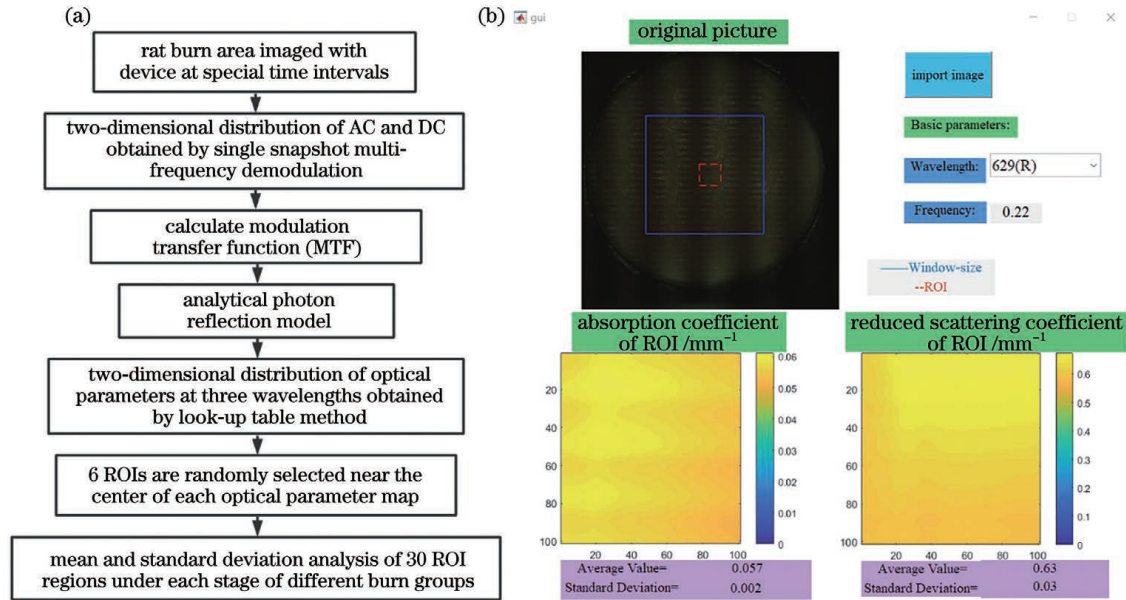 (a)
rat burn area imaged with
device at special time intervals
two-dimensional distribution of AC and DC
obtained by single snapshot multi-
frequency demodulation
calculate modulation
transfer function (MTF)
analytical photon
reflection model
two-dimensional distribution of optical
parameters at three wavelengths obtained
by look-up table method
6 ROIs are randomly selected near the
center of each optical parameter map
mean and standard deviation analysis of 30 ROI
regions under each stage of different burn groups
(b)
gui
original picture
import image
Basic parameters:
Wavelength: 629(R)
Frequency: 0.22
Window-size
--ROI
absorption coefficient
of ROI /mm⁻¹
20
40
60
80
100
20 40 60 80 100
0.06
0.05
0.04
0.03
0.02
0.01
0
Average Value= 0.057
Standard Deviation= 0.002
reduced scattering coefficient
of ROI /mm⁻¹
20
40
60
80
100
20 40 60 80 100
0.6
0.5
0.4
0.3
0.2
0.1
0
Average Value= 0.63
Standard Deviation= 0.03